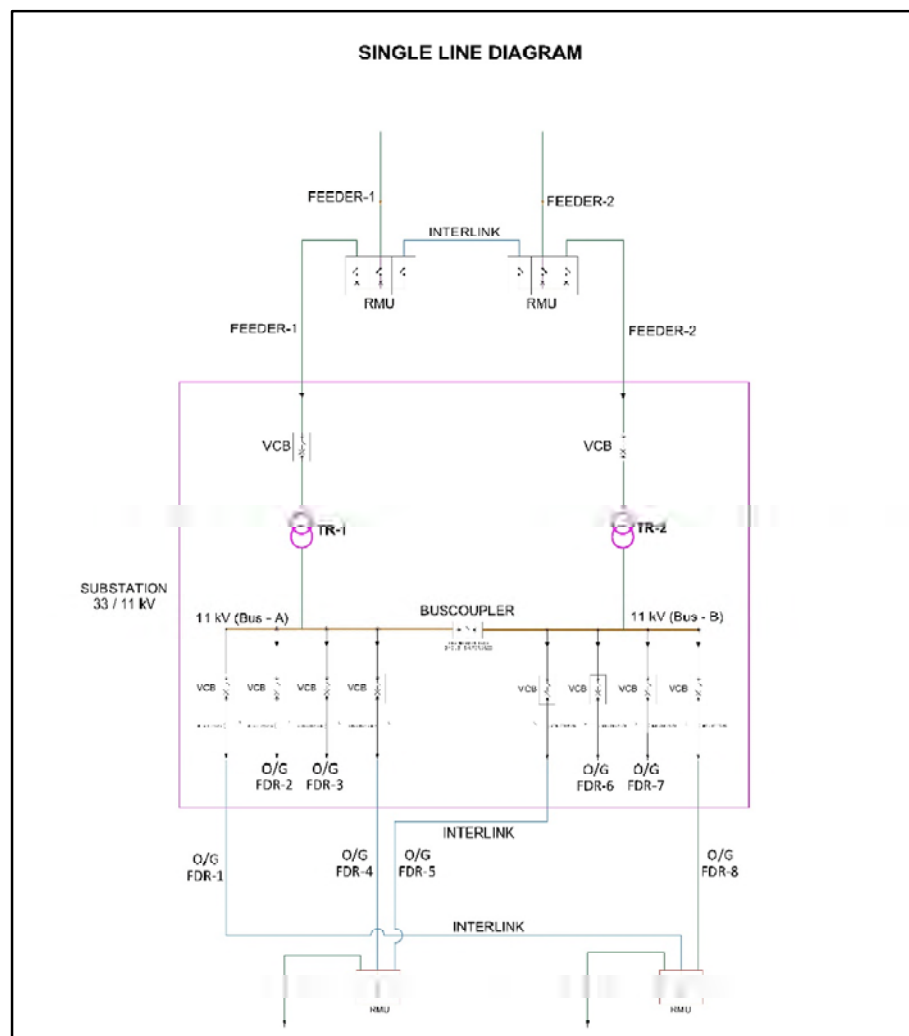 SINGLE LINE DIAGRAM
FEEDER-1
FEEDER-2
INTERLINK
RMU
RMU
FEEDER-1
FEEDER-2
VCB
VCB
TR-1
TR-2
SUBSTATION
33 / 11 kV
BUSCOUPLER
11 kV (Bus - A)
11 kV (Bus - B)
VCB
VCB
VCB
VCB
VCB
VCB
VCB
VCB
O/G
FDR-2
O/G
FDR-3
O/G
FDR-6
O/G
FDR-7
INTERLINK
O/G
FDR-1
O/G
FDR-4
O/G
FDR-5
O/G
FDR-8
INTERLINK
RMU
RMU